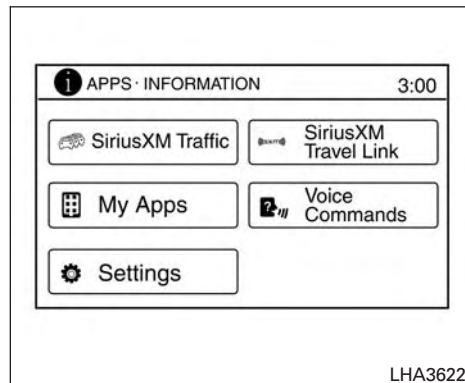 i APPS · INFORMATION 3:00
SiriusXM Traffic
SiriusXM
Travel Link
My Apps
Voice
Commands
?
Settings
LHA3622